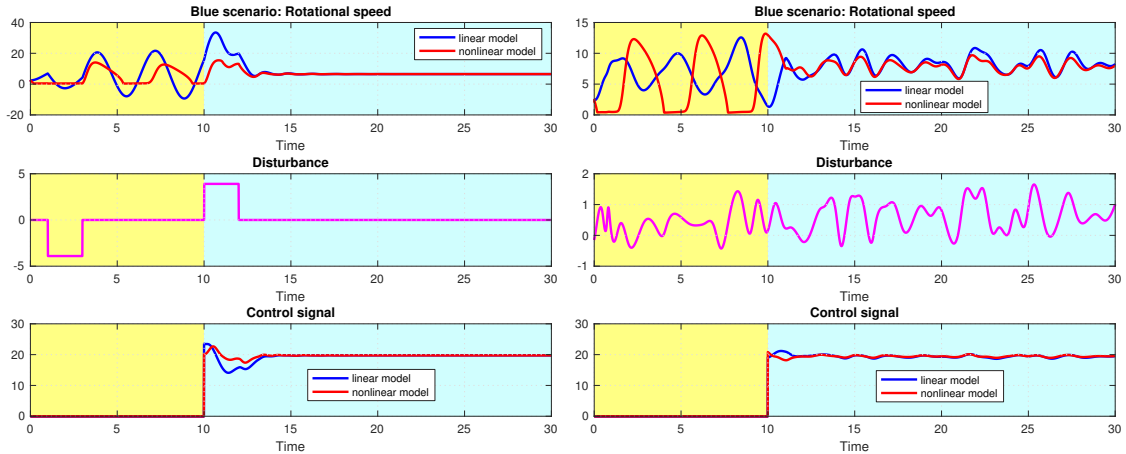 Blue scenario: Rotational speed
40
20
0
-20
linear model
nonlinear model
0 5 10 15 20 25 30
Time
Disturbance
5
0
-5
0 5 10 15 20 25 30
Time
Control signal
30
20
10
0
linear model
nonlinear model
0 5 10 15 20 25 30
Time
Blue scenario: Rotational speed
15
10
5
0
linear model
nonlinear model
0 5 10 15 20 25 30
Time
Disturbance
2
1
0
-1
0 5 10 15 20 25 30
Time
Control signal
30
20
10
0
linear model
nonlinear model
0 5 10 15 20 25 30
Time